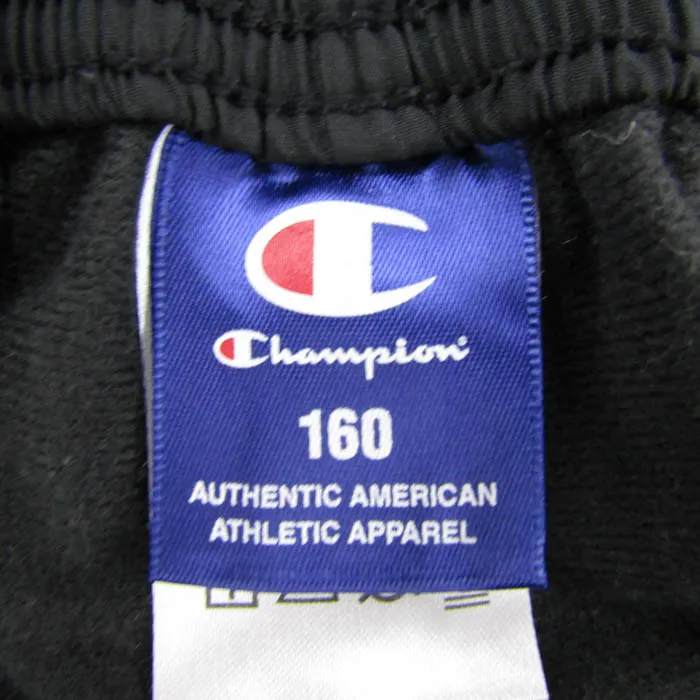 Champion
160
AUTHENTIC AMERICAN
ATHLETIC APPAREL